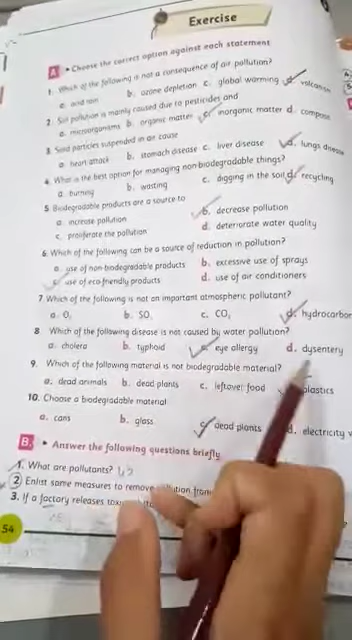 Exercise
A. • Choose the correct option against each statement
1. Which of the following is not a consequence of air pollution?
a. acid rain b. ozone depletion c. global warming d. volcanism
2. Soil pollution is mainly caused due to pesticides and
a. microorganisms b. organic matter c. inorganic matter d. compost
3. Solid particles suspended in air cause
a. heart attack b. stomach disease c. liver disease d. lungs disease
4. What is the best option for managing non-biodegradable things?
a. burning b. wasting c. digging in the soil d. recycling
5. Biodegradable products are a source to
a. increase pollution b. decrease pollution
c. proliferate the pollution d. deteriorate water quality
6. Which of the following can be a source of reduction in pollution?
a. use of non-biodegradable products b. excessive use of sprays
c. use of eco-friendly products d. use of air conditioners
7. Which of the following is not an important atmospheric pollutant?
a. O₃ b. SO₂ c. CO₂ d. hydrocarbon
8. Which of the following disease is not caused by water pollution?
a. cholera b. typhoid c. eye allergy d. dysentery
9. Which of the following material is not biodegradable material?
a. dead animals b. dead plants c. leftover food plastics
10. Choose a biodegradable material
a. cans b. glass c. dead plants d. electricity
B. • Answer the following questions briefly
1. What are pollutants?
2. Enlist some measures to remove pollution from
3. If a factory releases toxic
54